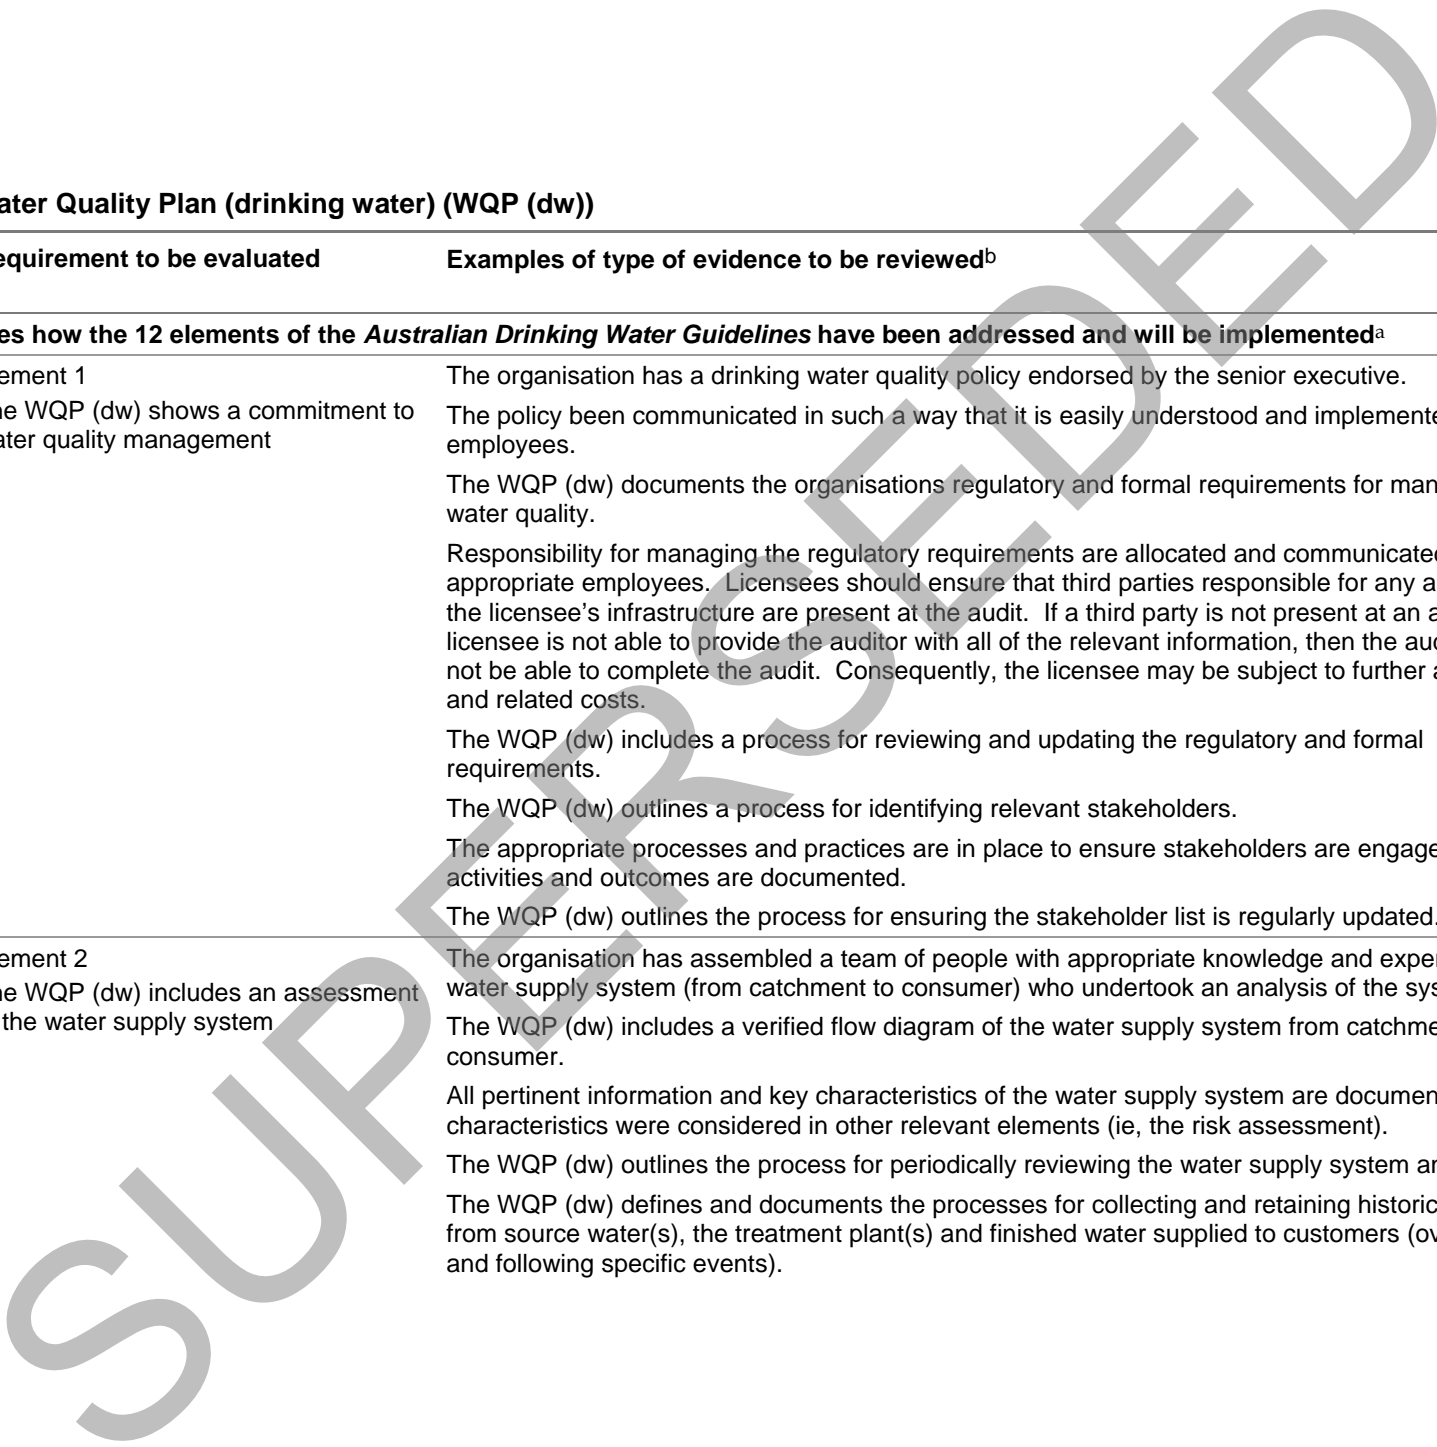 ater Quality Plan (drinking water) (WQP (dw))
equirement to be evaluated
Examples of type of evidence to be reviewedb
es how the 12 elements of the Australian Drinking Water Guidelines have been addressed and will be implementeda
ement 1
ne WQP (dw) shows a commitment to
ater quality management
The organisation has a drinking water quality policy endorsed by the senior executive.
The policy been communicated in such a way that it is easily understood and implemente
employees.
The WQP (dw) documents the organisations regulatory and formal requirements for man
water quality.
Responsibility for managing the regulatory requirements are allocated and communicated
appropriate employees. Licensees should ensure that third parties responsible for any a
the licensee's infrastructure are present at the audit. If a third party is not present at an a
licensee is not able to provide the auditor with all of the relevant information, then the aud
not be able to complete the audit. Consequently, the licensee may be subject to further a
and related costs.
The WQP (dw) includes a process for reviewing and updating the regulatory and formal
requirements.
The WQP (dw) outlines a process for identifying relevant stakeholders.
The appropriate processes and practices are in place to ensure stakeholders are engage
activities and outcomes are documented.
The WQP (dw) outlines the process for ensuring the stakeholder list is regularly updated.
ement 2
ne WQP (dw) includes an assessment
the water supply system
The organisation has assembled a team of people with appropriate knowledge and exper
water supply system (from catchment to consumer) who undertook an analysis of the sys
The WQP (dw) includes a verified flow diagram of the water supply system from catchme
consumer.
All pertinent information and key characteristics of the water supply system are documen
characteristics were considered in other relevant elements (ie, the risk assessment).
The WQP (dw) outlines the process for periodically reviewing the water supply system an
The WQP (dw) defines and documents the processes for collecting and retaining historic
from source water(s), the treatment plant(s) and finished water supplied to customers (ov
and following specific events).
SUPERSEDED